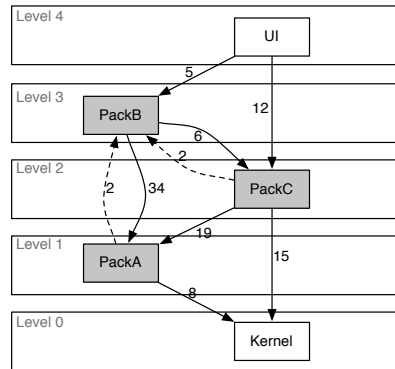 Level 4
UI
5
Level 3
12
PackB
6
2
Level 2
2
34
PackC
19
Level 1
15
PackA
8
Level 0
Kernel